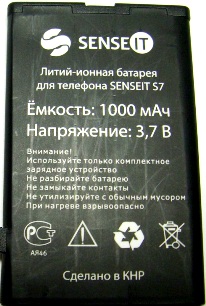 SENSEIT
Литий-ионная батарея
для телефона SENSEIT S7
Ёмкость: 1000 мАч
Напряжение: 3,7 В
Внимание!
Используйте только комплектное
зарядное устройство
Не разбирайте батарею
Не замыкайте контакты
Не утилизируйте с обычным мусором
При нагреве взрывоопасно
АЯ46
Сделано в КНР